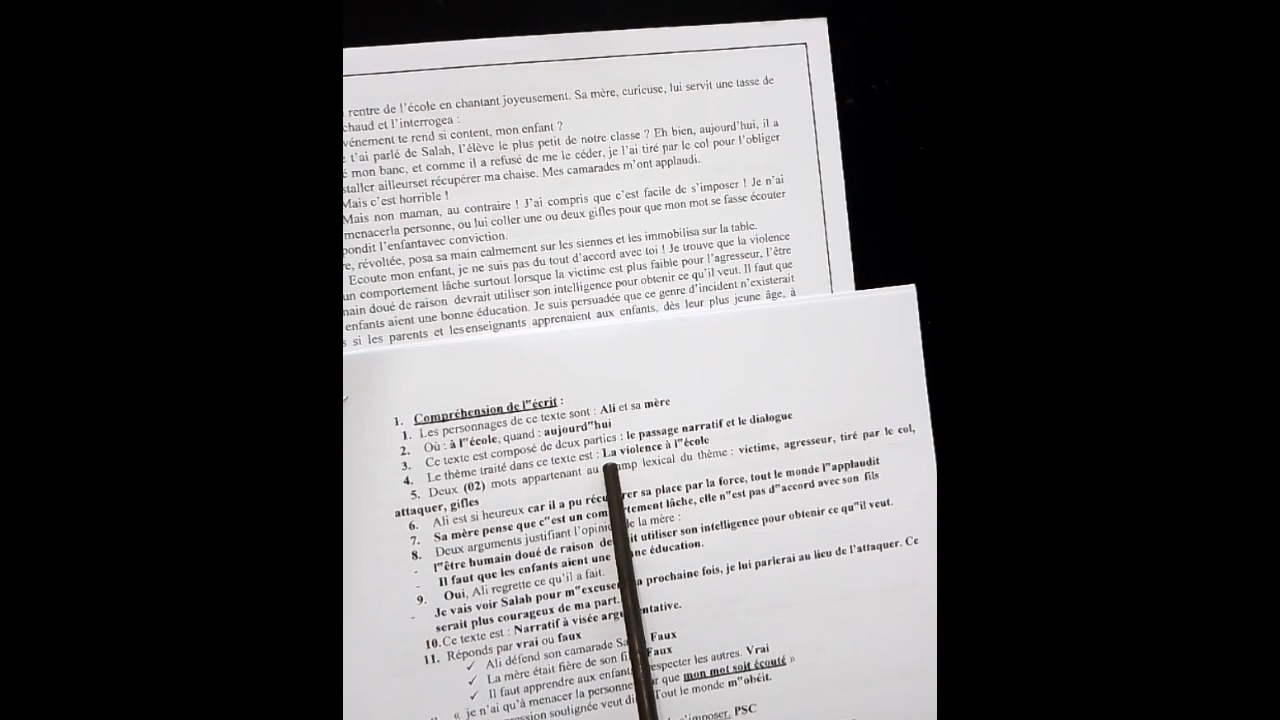 rentre de l'école en chantant joyeusement. Sa mère, curieuse, lui servit une tasse de
chaud et l'interrogea :
vénement te rend si content, mon enfant ?
t'ai parlé de Salah, l'élève le plus petit de notre classe ? Eh bien, aujourd'hui, il a
mon banc, et comme il a refusé de me le céder, je l'ai tiré par le col pour l'obliger
staller ailleurset récupérer ma chaise. Mes camarades m'ont applaudi.
Mais c'est horrible !
Mais non maman, au contraire ! J'ai compris que c'est facile de s'imposer ! Je n'ai
menacerla personne, ou lui coller une ou deux gifles pour que mon mot se fasse écouter
pondit l'enfantavec conviction.
e, révoltée, posa sa main calmement sur les siennes et les immobilisa sur la table.
Ecoute mon enfant, je ne suis pas du tout d'accord avec toi ! Je trouve que la violence
un comportement lâche surtout lorsque la victime est plus faible pour l'agresseur, l'être
main doué de raison devrait utiliser son intelligence pour obtenir ce qu'il veut. Il faut que
enfants aient une bonne éducation. Je suis persuadée que ce genre d'incident n'existerait
s si les parents et lesenseignants apprenaient aux enfants, dès leur plus jeune âge, à
1. Compréhension de l"écrit :
1. Les personnages de ce texte sont : Ali et sa mère
2. Où : à l"école, quand : aujourd"hui
3. Ce texte est composé de deux parties : le passage narratif et le dialogue
4. Le thème traité dans ce texte est : La violence à l"école
5. Deux (02) mots appartenant au amp lexical du thème : victime, agresseur, tiré par le col,
attaquer, gifles
6. Ali est si heureux car il a pu récu rer sa place par la force, tout le monde l"applaudit
7. Sa mère pense que c"est un com rtement lâche, elle n"est pas d"accord avec son fils
8. Deux arguments justifiant l'opini de la mère :
- l"être humain doué de raison de it utiliser son intelligence pour obtenir ce qu"il veut.
- Il faut que les enfants aient une ne éducation.
9. Oui, Ali regrette ce qu'il a fait.
- Je vais voir Salah pour m"excuser a prochaine fois, je lui parlerai au lieu de l'attaquer. Ce
serait plus courageux de ma part.
10. Ce texte est : Narratif à visée argu entative.
11. Réponds par vrai ou faux
✓ Ali défend son camarade Sa Faux
✓ La mère était fière de son fi Faux
✓ Il faut apprendre aux enfant especter les autres. Vrai
« je n'ai qu'à menacer la personne r que mon mot soit écouté »
ression soulignée veut di Tout le monde m"obéit.
s'imposer. PSC